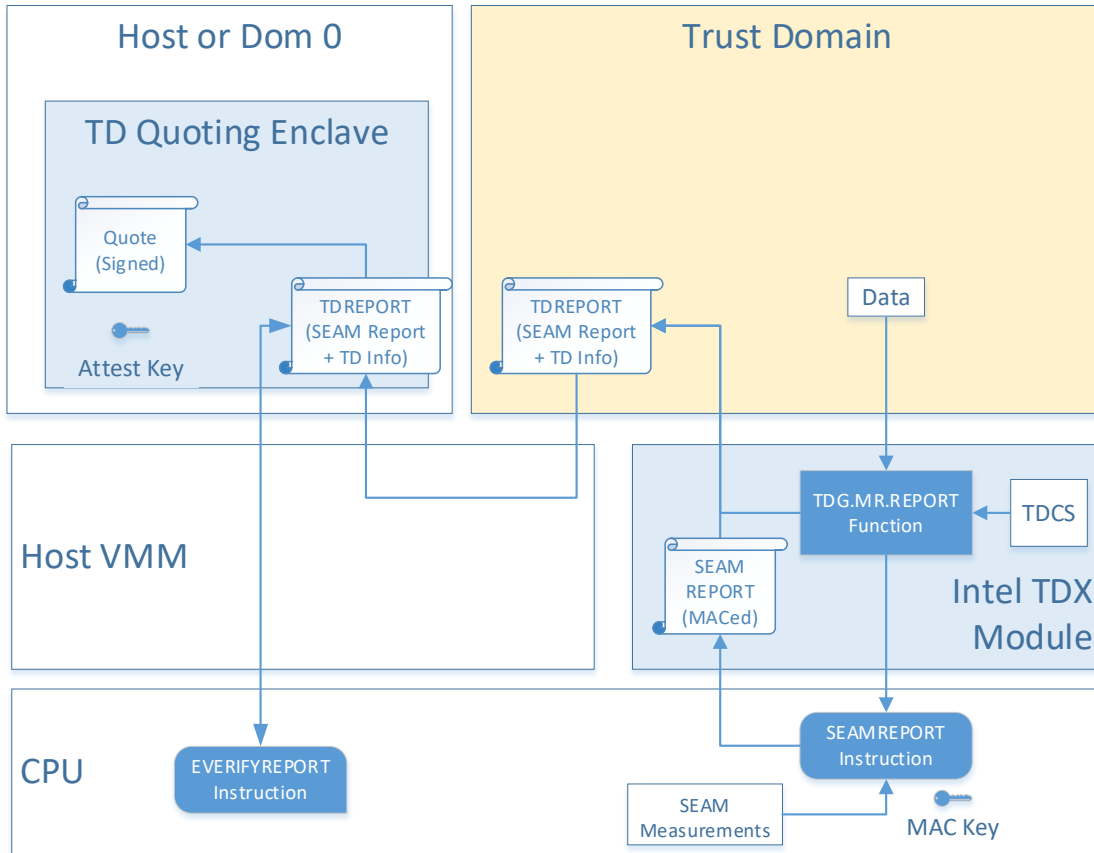 Host or Dom 0
Trust Domain
TD Quoting Enclave
Quote
(Signed)
TDREPORT
(SEAM Report
+ TD Info)
Attest Key
TDREPORT
(SEAM Report
+ TD Info)
Data
Host VMM
TDG.MR.REPORT
Function
TDCS
SEAM
REPORT
(MACed)
Intel TDX
Module
CPU
EVERIFYREPORT
Instruction
SEAMREPORT
Instruction
SEAM
Measurements
MAC Key